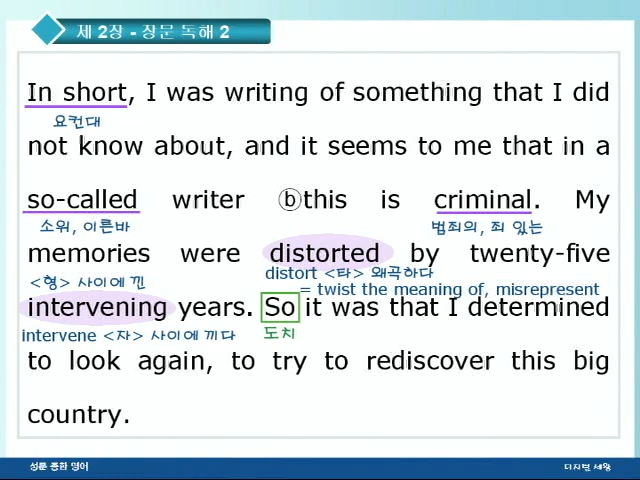 제 2장 - 장문 독해 2
In short, I was writing of something that I did
요컨대
not know about, and it seems to me that in a
so-called writer ⓑthis is criminal. My
소위, 이른바 범죄의, 죄 있는
memories were distorted by twenty-five
<형> 사이에 낀 distort <타> 왜곡하다
= twist the meaning of, misrepresent
intervening years. So it was that I determined
intervene <자> 사이에 끼다 도치
to look again, to try to rediscover this big
country.
성문 종합 영어 디지털 세왕